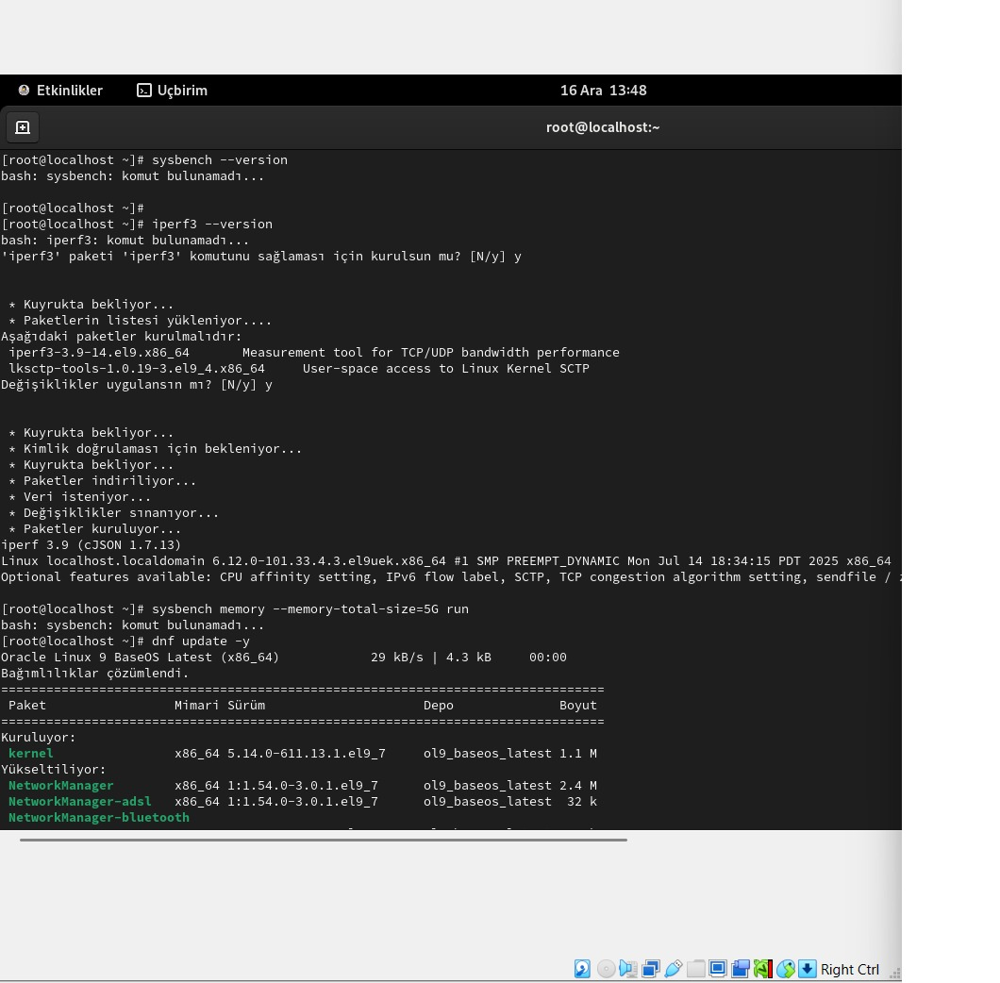 Etkinlikler Uçbirim 16 Ara 13:48
root@localhost:~
[root@localhost ~]# sysbench --version
bash: sysbench: komut bulunamadı...
[root@localhost ~]#
[root@localhost ~]# iperf3 --version
bash: iperf3: komut bulunamadı...
'iperf3' paketi 'iperf3' komutunu sağlaması için kurulsun mu? [N/y] y
* Kuyrukta bekliyor...
* Paketlerin listesi yükleniyor....
Aşağıdaki paketler kurulmalıdır:
iperf3-3.9-14.el9.x86_64 Measurement tool for TCP/UDP bandwidth performance
lksctp-tools-1.0.19-3.el9_4.x86_64 User-space access to Linux Kernel SCTP
Değişiklikler uygulansın mı? [N/y] y
* Kuyrukta bekliyor...
* Kimlik doğrulaması için bekleniyor...
* Kuyrukta bekliyor...
* Paketler indiriliyor...
* Veri isteniyor...
* Değişiklikler sınanıyor...
* Paketler kuruluyor...
iperf 3.9 (cJSON 1.7.13)
Linux localhost.localdomain 6.12.0-101.33.4.3.el9uek.x86_64 #1 SMP PREEMPT_DYNAMIC Mon Jul 14 18:34:15 PDT 2025 x86_64
Optional features available: CPU affinity setting, IPv6 flow label, SCTP, TCP congestion algorithm setting, sendfile /
[root@localhost ~]# sysbench memory --memory-total-size=5G run
bash: sysbench: komut bulunamadı...
[root@localhost ~]# dnf update -y
Oracle Linux 9 BaseOS Latest (x86_64) 29 kB/s | 4.3 kB 00:00
Bağımlılıklar çözümlendi.
================================================================================
Paket Mimari Sürüm Depo Boyut
================================================================================
Kuruluyor:
kernel x86_64 5.14.0-611.13.1.el9_7 ol9_baseos_latest 1.1 M
Yükseltiliyor:
NetworkManager x86_64 1:1.54.0-3.0.1.el9_7 ol9_baseos_latest 2.4 M
NetworkManager-adsl x86_64 1:1.54.0-3.0.1.el9_7 ol9_baseos_latest 32 k
NetworkManager-bluetooth
Right Ctrl